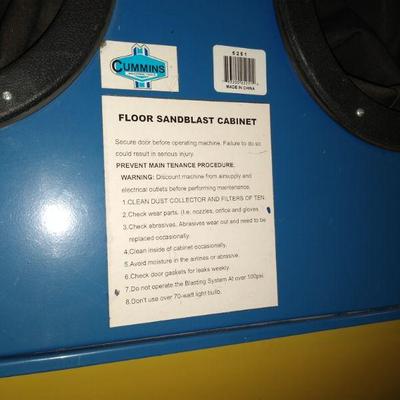 CUMMINS
5251
MADE IN CHINA
FLOOR SANDBLAST CABINET
Secure door before operating machine. Failure to do so
could result in serious injury.
PREVENT MAIN TENANCE PROCEDURE.
WARNING: Discount machine from airsupply and
electrical outlets before performing maintenance.
1.CLEAN DUST COLLECTOR AND FILTERS OF TEN.
2.Check wear parts. (I.e. nozzles, orifice and gloves
3.Check abrasives. Abrasives wear out and need to be
replaced occasionally.
4.Clean inside of cabinet occasionally.
5.Avoid moisture in the airlines or abrasive.
6.Check door gaskets for leaks weekly.
7.Do not operate the Blasting System At over 100psi.
8.Don't use over 70-watt light bulb.